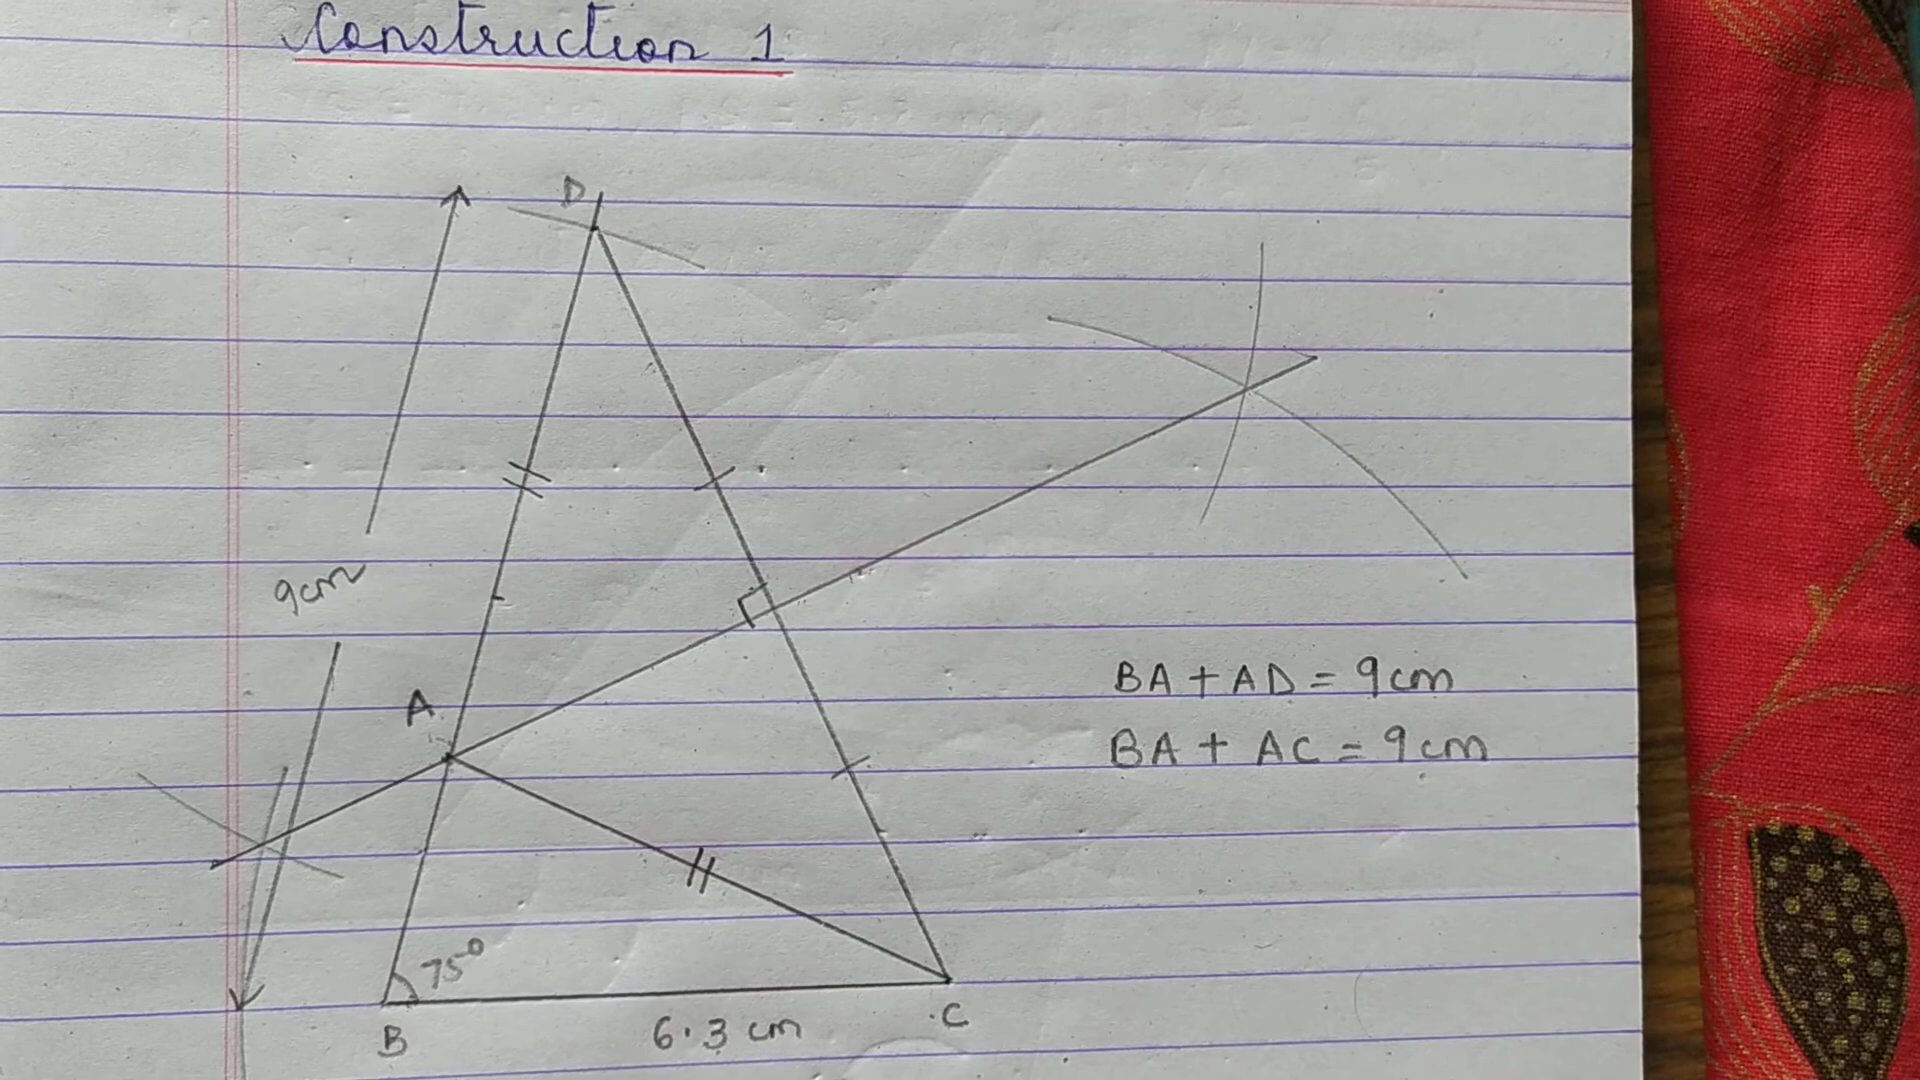 Construction 1
D
9cm
A
BA + AD = 9cm
BA + AC = 9cm
75°
B
6.3 cm
C